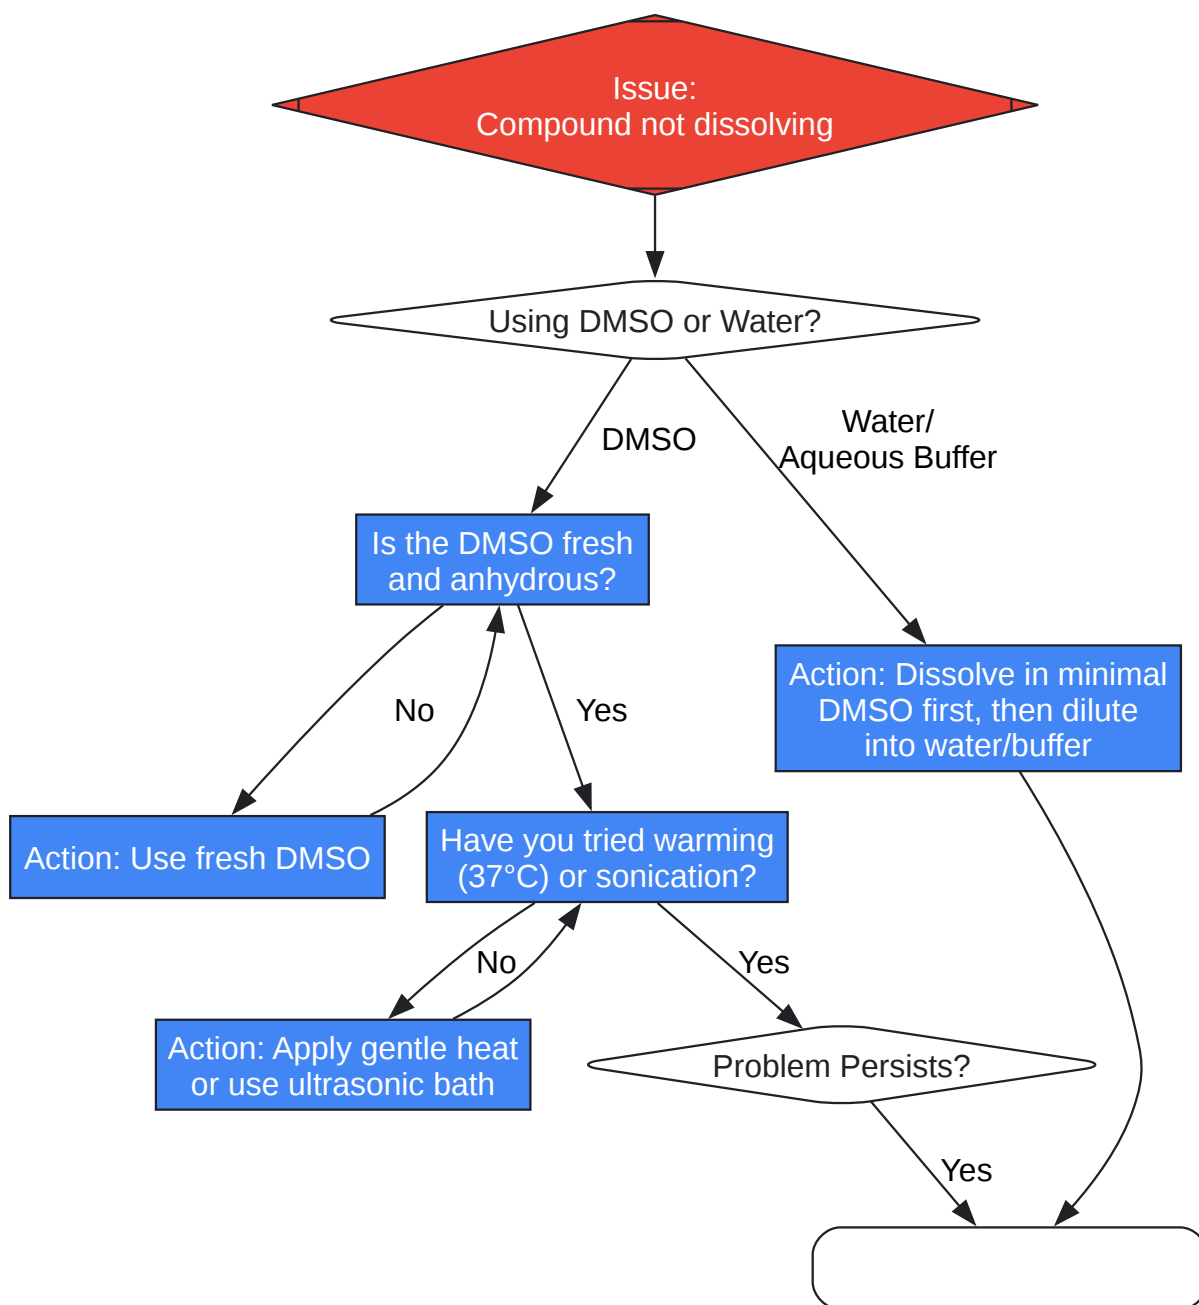 Issue:
Compound not dissolving
Using DMSO or Water?
DMSO
Water/
Aqueous Buffer
Is the DMSO fresh
and anhydrous?
Action: Dissolve in minimal
DMSO first, then dilute
into water/buffer
No
Yes
Action: Use fresh DMSO
Have you tried warming
(37°C) or sonication?
No
Yes
Action: Apply gentle heat
or use ultrasonic bath
Problem Persists?
Yes